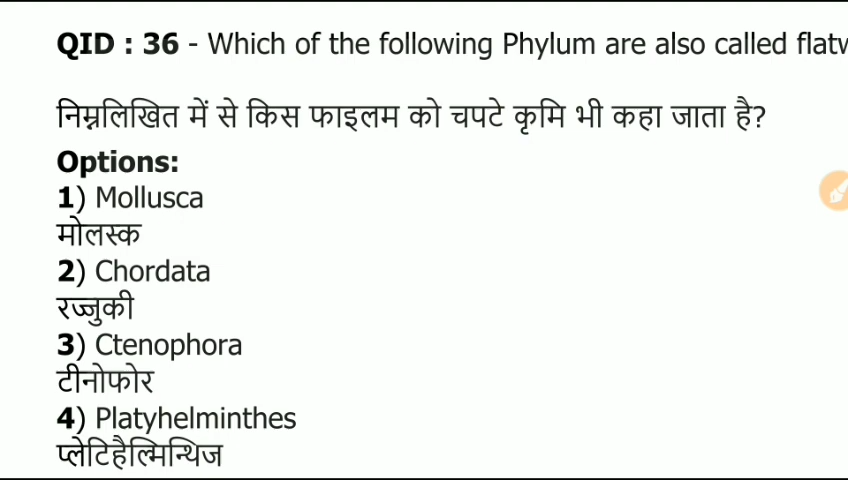 QID : 36 - Which of the following Phylum are also called
निम्नलिखित में से किस फाइलम को चपटे कृमि भी कहा जाता है?
Options:
1) Mollusca
मोलस्क
2) Chordata
रज्जुकी
3) Ctenophora
टीनोफोर
4) Platyhelminthes
प्लेटिहैल्मिन्थिज